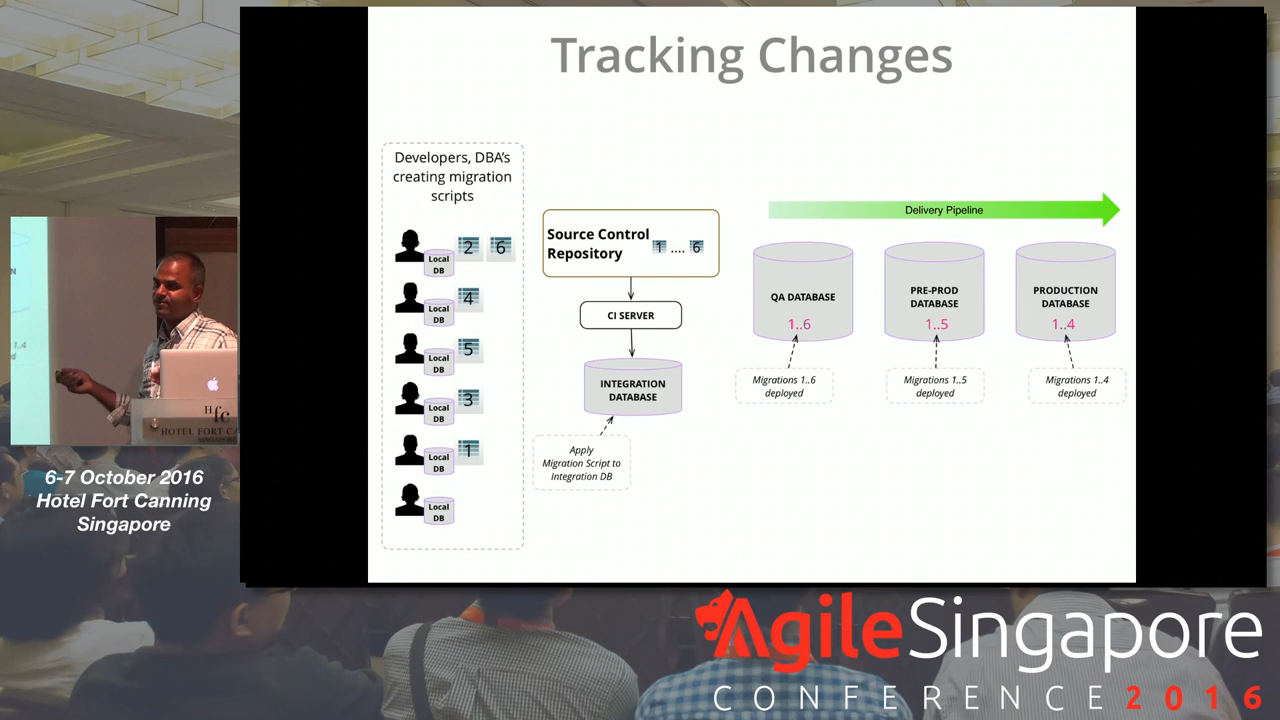 Tracking Changes
Developers, DBA's
creating migration
scripts
Local
DB
2
6
Local
DB
4
Local
DB
5
Local
DB
3
Local
DB
1
Local
DB
Source Control
Repository
1 .... 6
CI SERVER
INTEGRATION
DATABASE
Apply
Migration Script to
Integration DB
Delivery Pipeline
QA DATABASE
1..6
Migrations 1..6
deployed
PRE-PROD
DATABASE
1..5
Migrations 1..5
deployed
PRODUCTION
DATABASE
1..4
Migrations 1..4
deployed
Hfc
HOTEL FORT CA
6-7 October 2016
Hotel Fort Canning
Singapore
AgileSingapore
CONFERENCE 2016